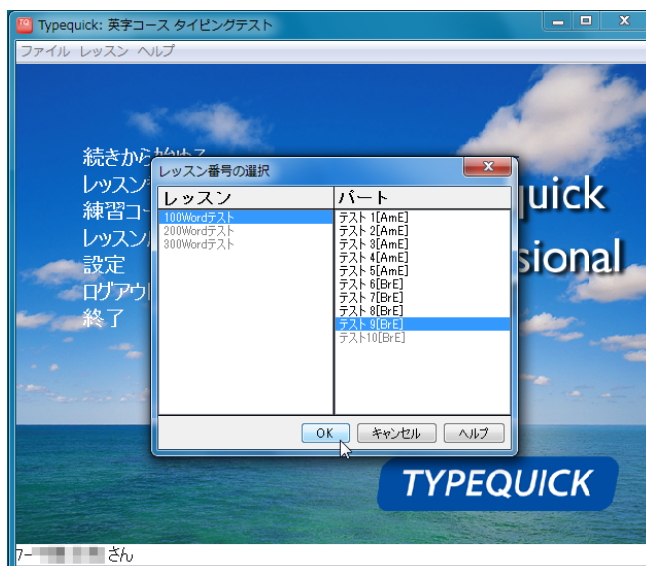 Typequick: 英字コース タイピングテスト
ファイル レッスン ヘルプ
続きから始める
レッスン
練習コー
レッスン
設定
ログアウ
終了
quick
sional
レッスン番号の選択
レッスン
パート
100Wordテスト
200Wordテスト
300Wordテスト
テスト 1[AmE]
テスト 2[AmE]
テスト 3[AmE]
テスト 4[AmE]
テスト 5[AmE]
テスト 6[BrE]
テスト 7[BrE]
テスト 8[BrE]
テスト 9[BrE]
テスト10[BrE]
OK キャンセル ヘルプ
TYPEQUICK
7- さん